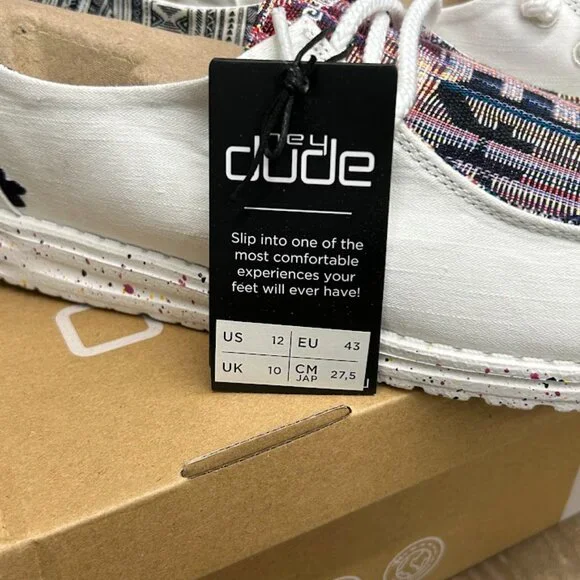 hey
dude
Slip into one of the
most comfortable
experiences your
feet will ever have!
US 12 EU 43
UK 10 CM JAP 27,5